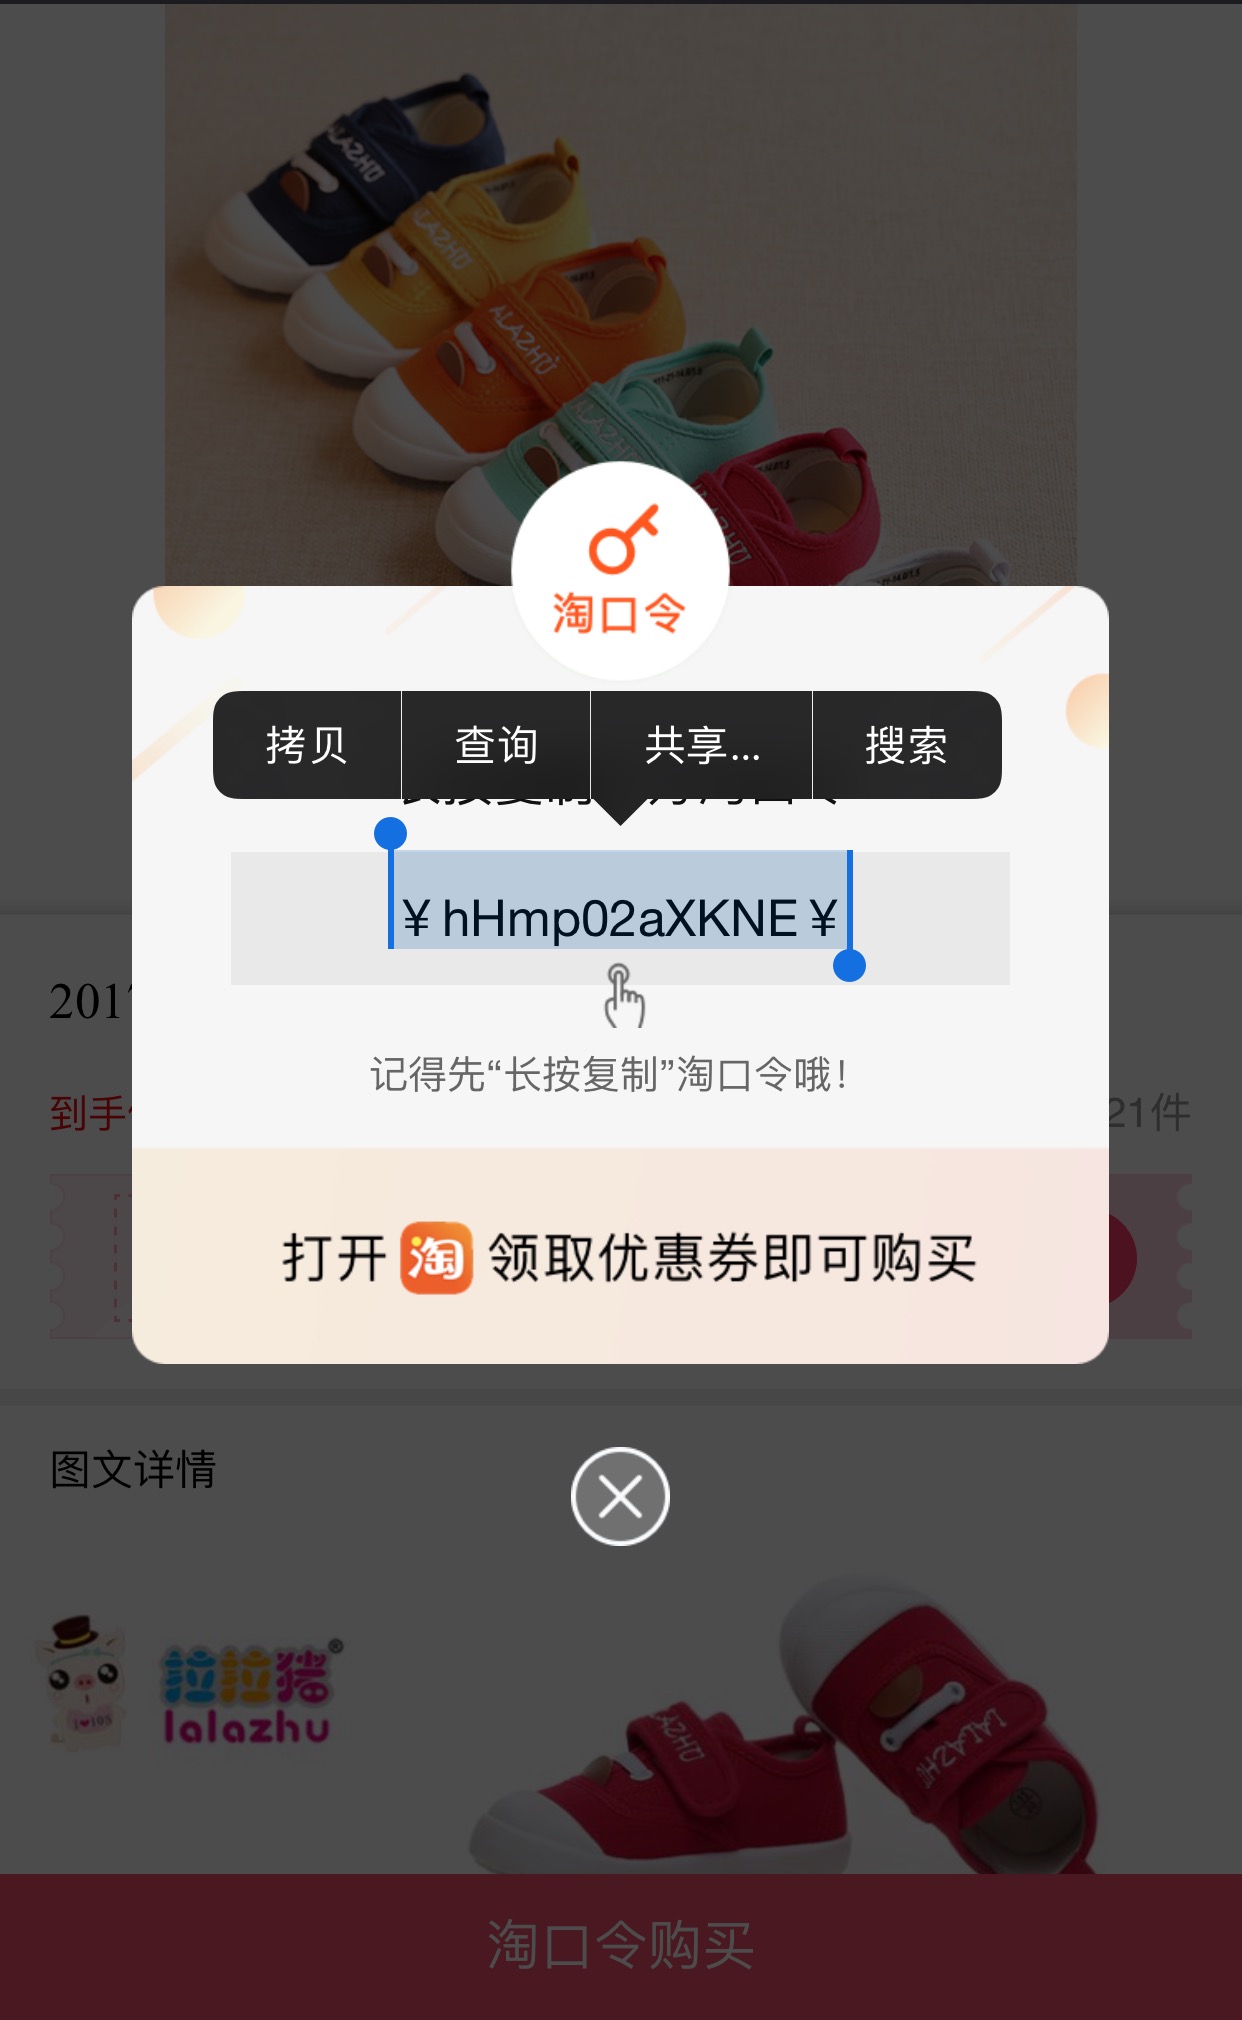 淘口令
拷贝 查询 共享... 搜索
¥ hHmp02aXKNE ¥
记得先“长按复制”淘口令哦！
2017
到手 21件
打开 淘 领取优惠券即可购买
图文详情
拉拉猪®
lalazhu
淘口令购买